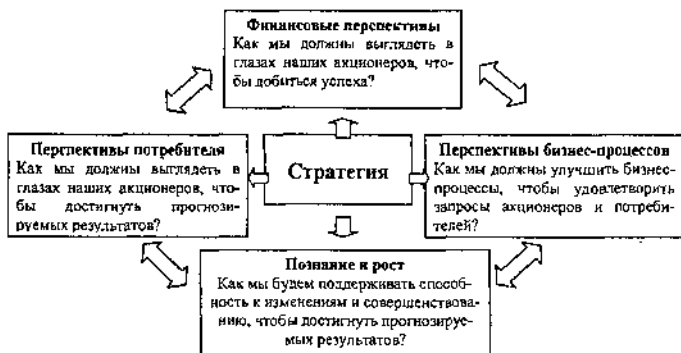 Финансовые перспективы
Как мы должны выглядеть в
глазах наших акционеров, что-
бы добиться успеха?
Перспективы потребителя
Как мы должны выглядеть в
глазах наших акционеров, что-
бы достигнуть прогнози-
руемых результатов?
Стратегия
Перспективы бизнес-процессов
Как мы должны улучшить бизнес-
процессы, чтобы удовлетворить
запросы акционеров и потреби-
телей?
Познание и рост
Как мы будем поддерживать способ-
ность к изменениям и совершенствова-
нию, чтобы достигнуть прогнозируе-
мых результатов?